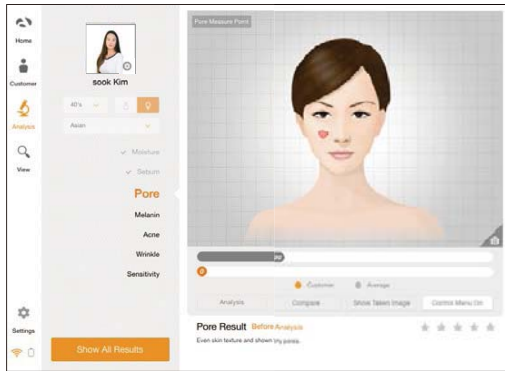 Home
Customer
Analysis
View
Settings
sook Kim
40's
Asian
Moisture
Sebum
Pore
Melanin
Acne
Wrinkle
Sensitivity
Show All Results
Pore Measure Point
0
Customer
Average
Analysis
Compare
Show Taken Image
Control Menu On
Pore Result Before Analysis
Even skin texture and shown tiny pores.